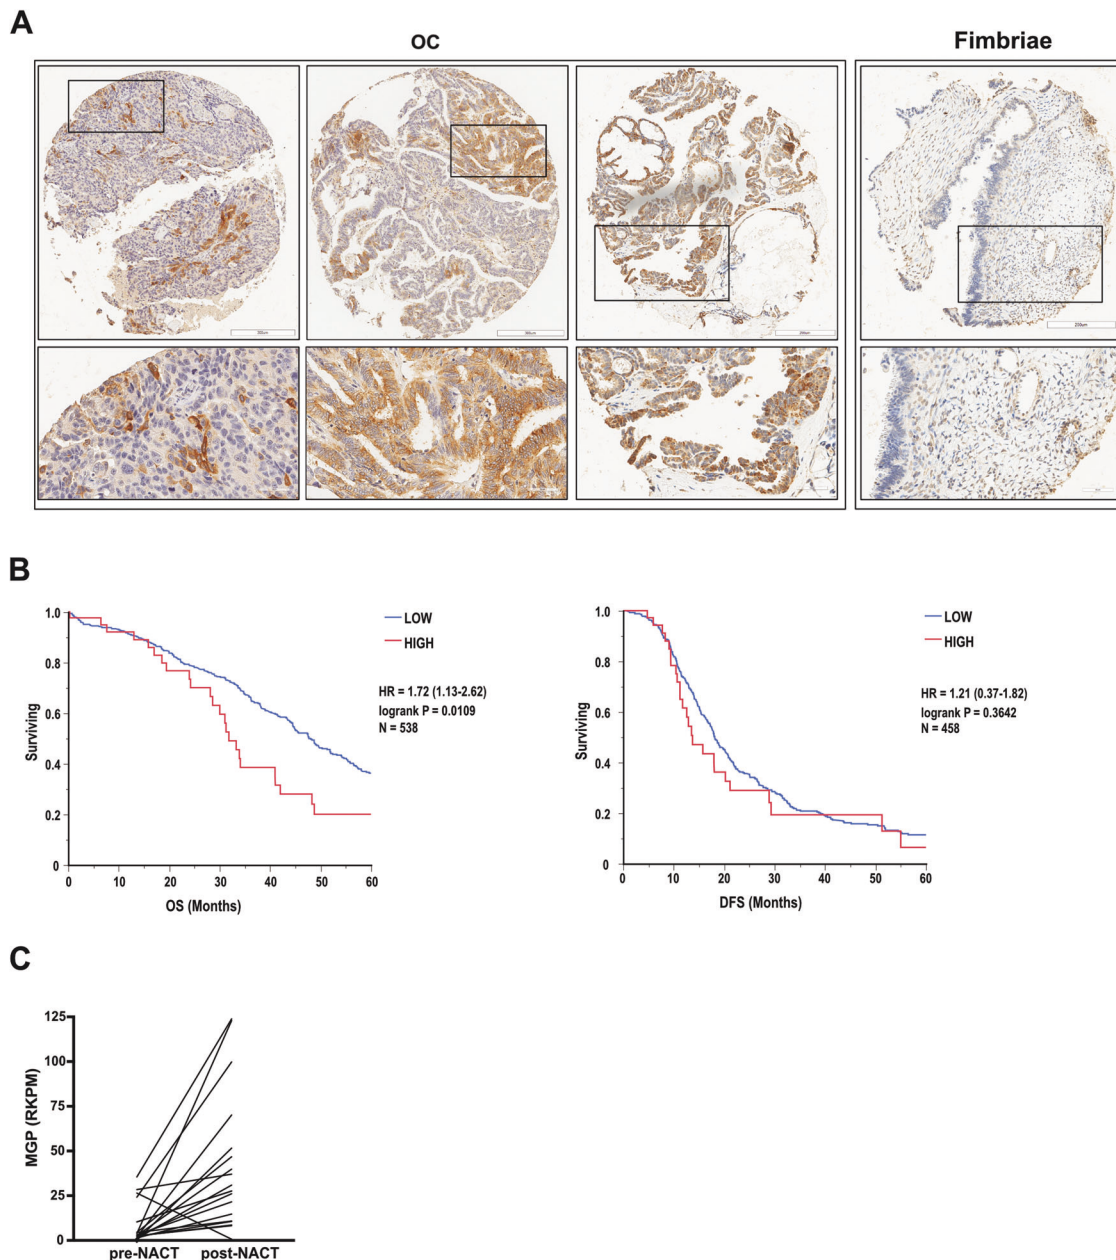 A
OC
Fimbriae
200um
B
1.0
0.8
0.6
0.4
0.2
0
Surviving
0
10
20
30
40
50
60
OS (Months)
LOW
HIGH
HR = 1.72 (1.13-2.62)
logrank P = 0.0109
N = 538
1.0
0.8
0.6
0.4
0.2
0
Surviving
0
10
20
30
40
50
60
DFS (Months)
LOW
HIGH
HR = 1.21 (0.37-1.82)
logrank P = 0.3642
N = 458
C
125
100
75
50
25
0
MGP (RKPM)
pre-NACT
post-NACT